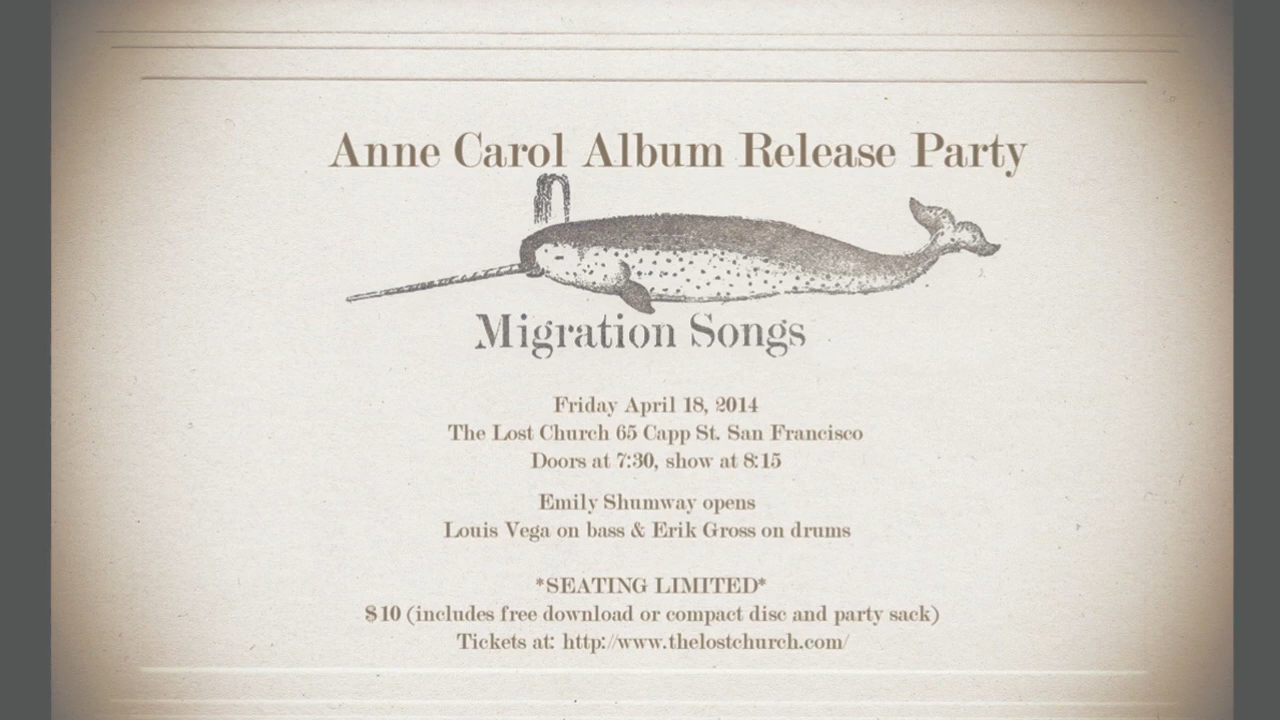 Anne Carol Album Release Party
Migration Songs
Friday April 18, 2014
The Lost Church 65 Capp St. San Francisco
Doors at 7:30, show at 8:15
Emily Shumway opens
Louis Vega on bass & Erik Gross on drums
*SEATING LIMITED*
$10 (includes free download or compact disc and party sack)
Tickets at: http://www.thelostchurch.com/